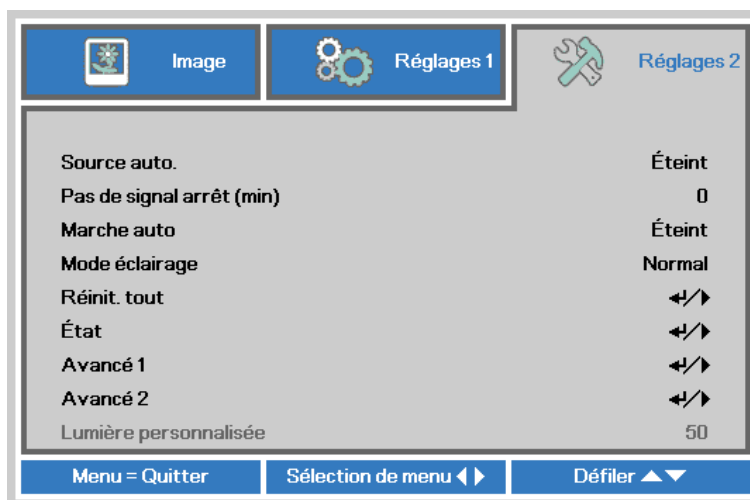 Image
Réglages 1
Réglages 2
Source auto. Éteint
Pas de signal arrêt (min) 0
Marche auto Éteint
Mode éclairage Normal
Réinit. tout
État
Avancé 1
Avancé 2
Lumière personnalisée 50
Menu = Quitter
Sélection de menu
Défiler